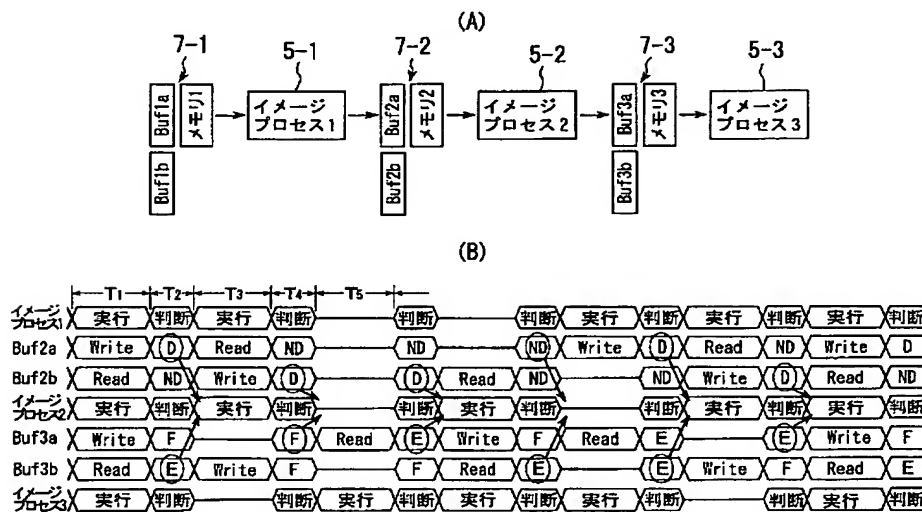 (A)
7-1 5-1 7-2 5-2 7-3 5-3
Buf1a メモリ1 イメージプロセス1 Buf2a メモリ2 イメージプロセス2 Buf3a メモリ3 イメージプロセス3
Buf1b Buf2b Buf3b
(B)
T1 T2 T3 T4 T5
イメージプロセス1 実行 判断 実行 判断 判断 判断 実行 判断 実行 判断 実行 判断
Buf2a Write D Read ND ND ND Write D Read ND Write D
Buf2b Read ND Write D D Read ND ND Write D Read ND
イメージプロセス2 実行 判断 実行 判断 判断 実行 判断 判断 実行 判断 実行 判断
Buf3a Write F F Read E Write F Read E E Write F
Buf3b Read E Write F F Read E E Write F Read E
イメージプロセス3 実行 判断 判断 実行 判断 実行 判断 実行 判断 判断 実行 判断